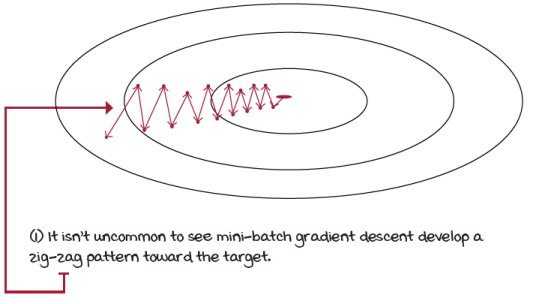 (1) It isn't uncommon to see mini-batch gradient descent develop a
zig-zag pattern toward the target.